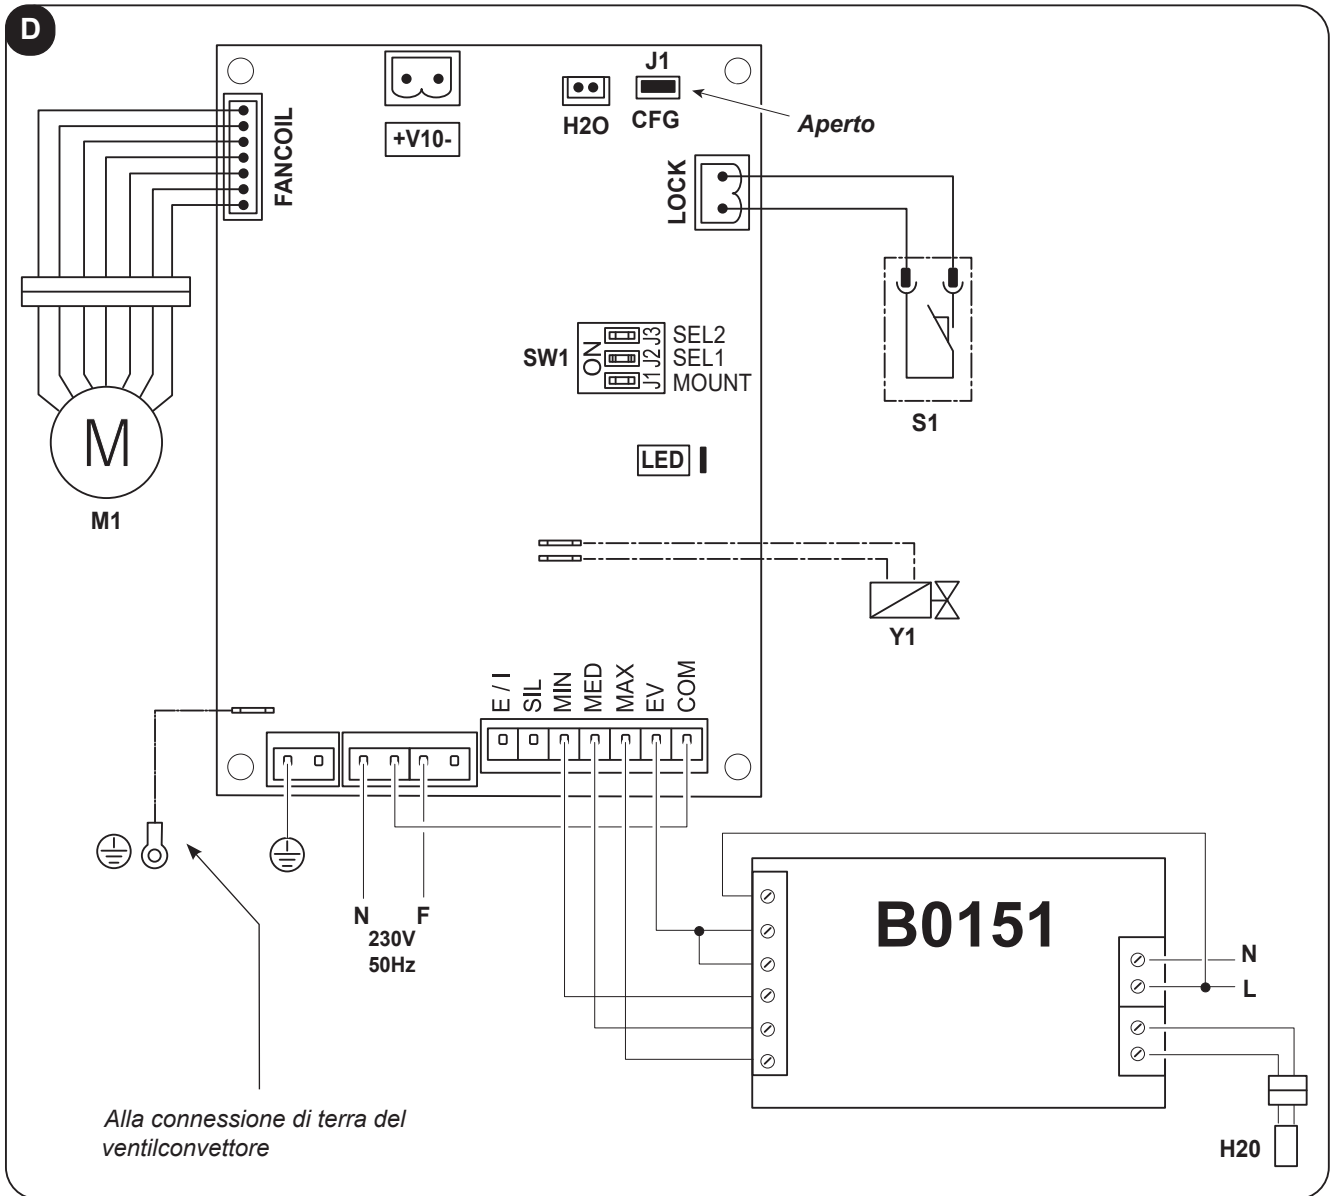 D
J1
H2O
CFG
Aperto
+V10-
FANCOIL
LOCK
SW1
ON
J3
SEL2
J2
SEL1
J1
MOUNT
S1
M
M1
LED
Y1
E / I
SIL
MIN
MED
MAX
EV
COM
N
F
230V
50Hz
B0151
N
L
H20
Alla connessione di terra del
ventilconvettore